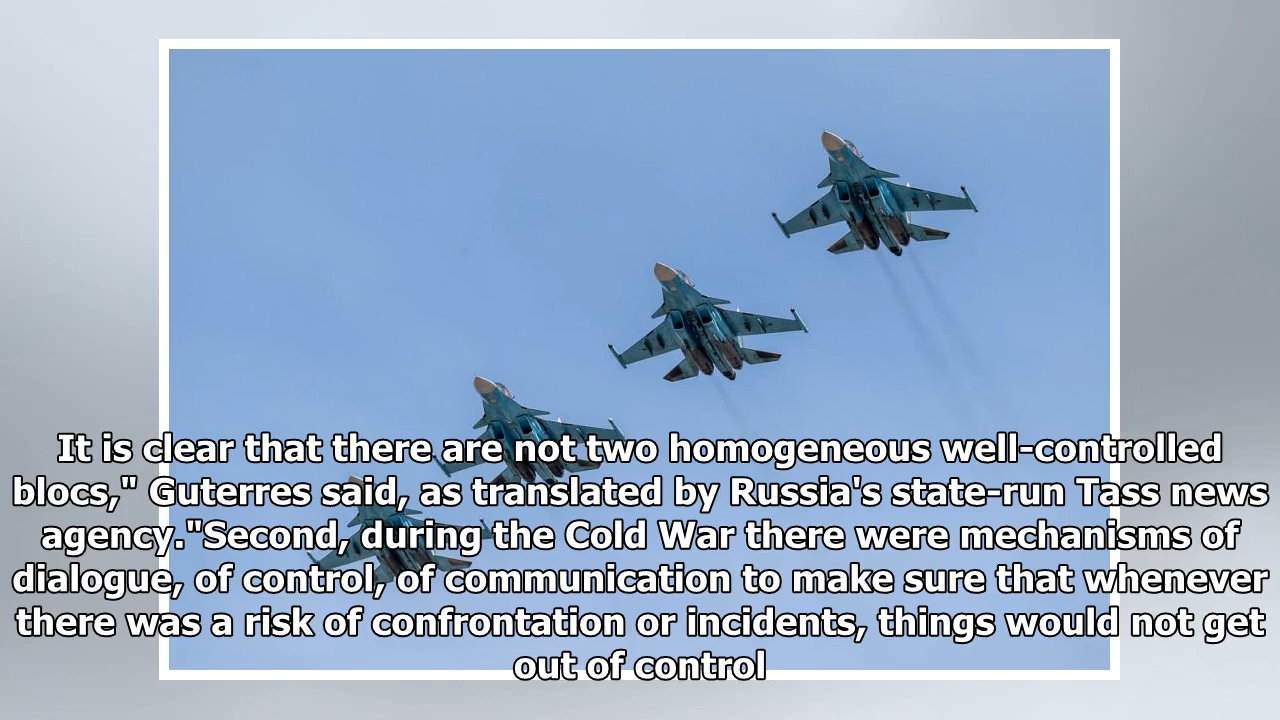 It is clear that there are not two homogeneous well-controlled
blocs," Guterres said, as translated by Russia's state-run Tass news
agency."Second, during the Cold War there were mechanisms of
dialogue, of control, of communication to make sure that whenever
there was a risk of confrontation or incidents, things would not get
out of control